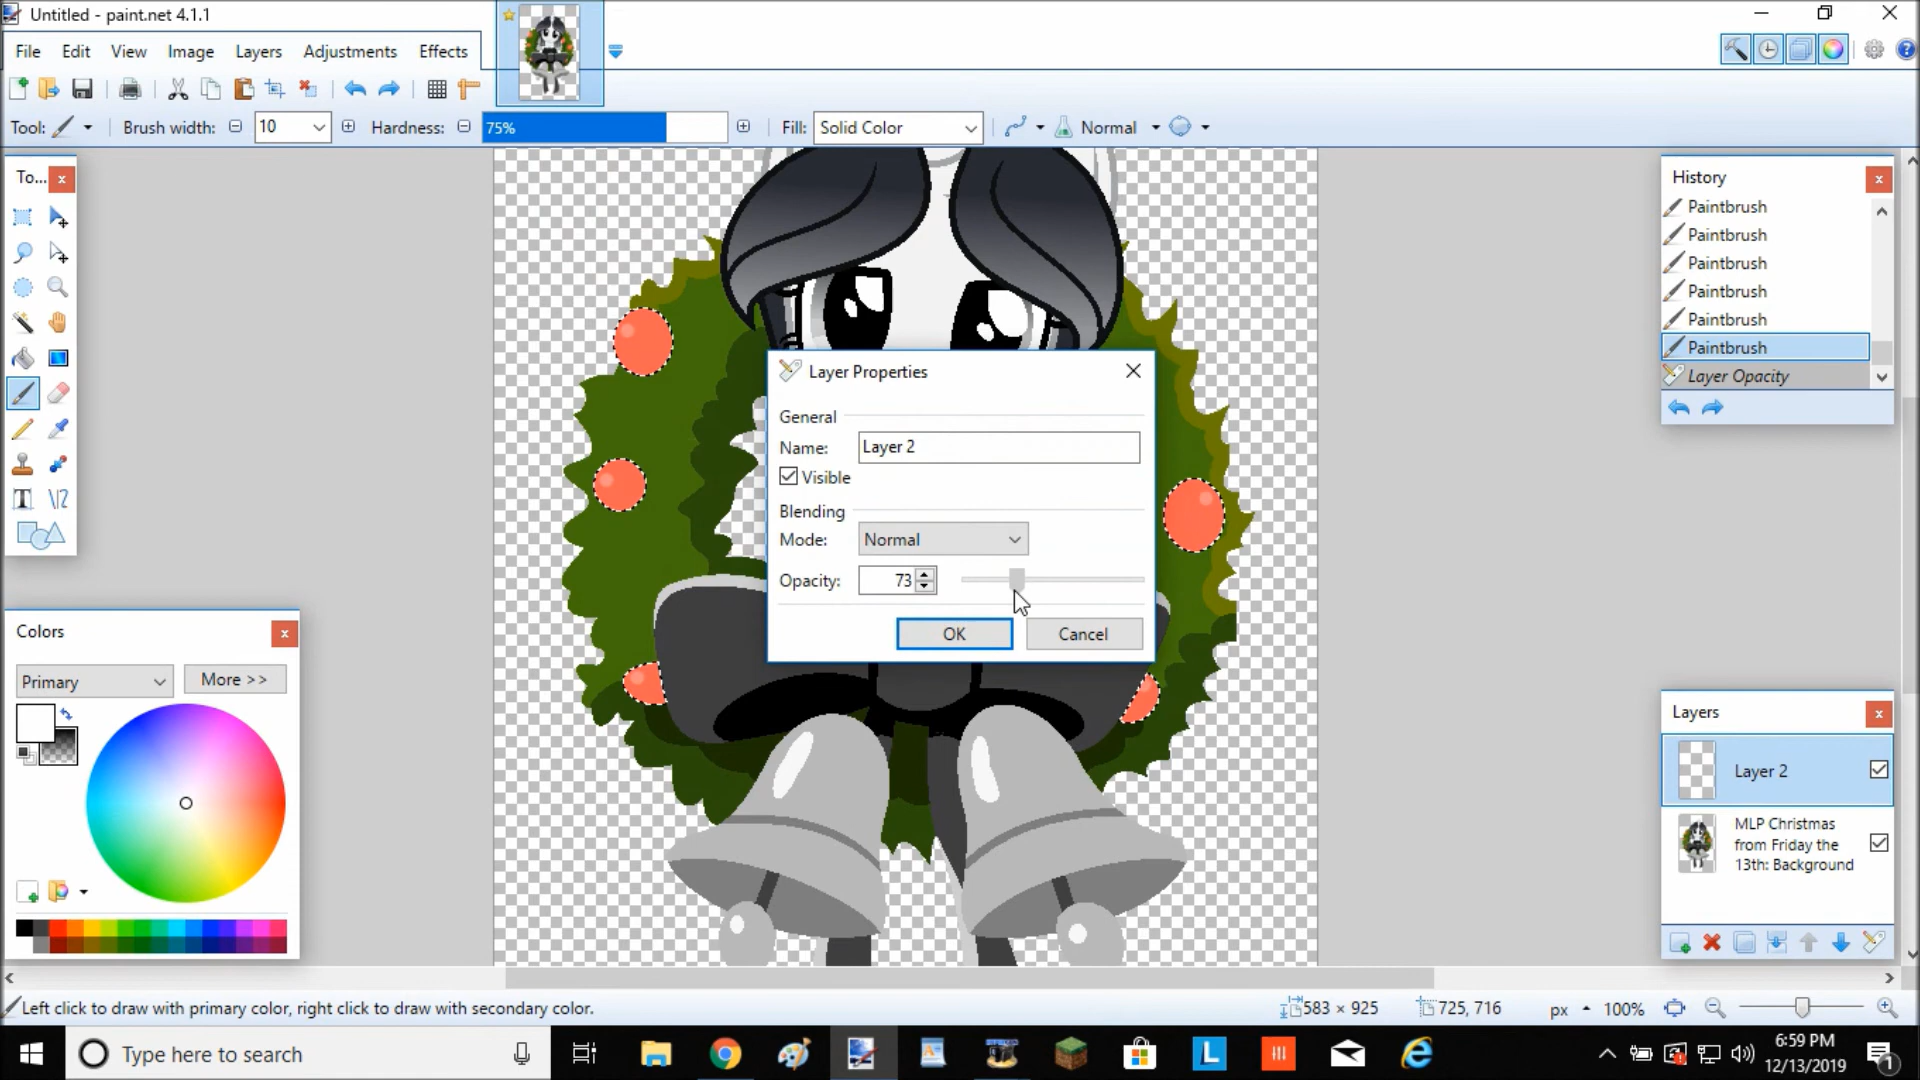 Untitled - paint.net 4.1.1
File Edit View Image Layers Adjustments Effects
Tool: Brush width: 10 Hardness: 75% Fill: Solid Color Normal
To...
History
Paintbrush
Paintbrush
Paintbrush
Paintbrush
Paintbrush
Paintbrush
Layer Opacity
Layer Properties
General
Name: Layer 2
Visible
Blending
Mode: Normal
Opacity: 73
OK Cancel
Colors
Primary More >>
Layers
Layer 2
MLP Christmas
from Friday the
13th: Background
Left click to draw with primary color, right click to draw with secondary color.
583 × 925
725, 716
px
100%
Type here to search
6:59 PM
12/13/2019
1